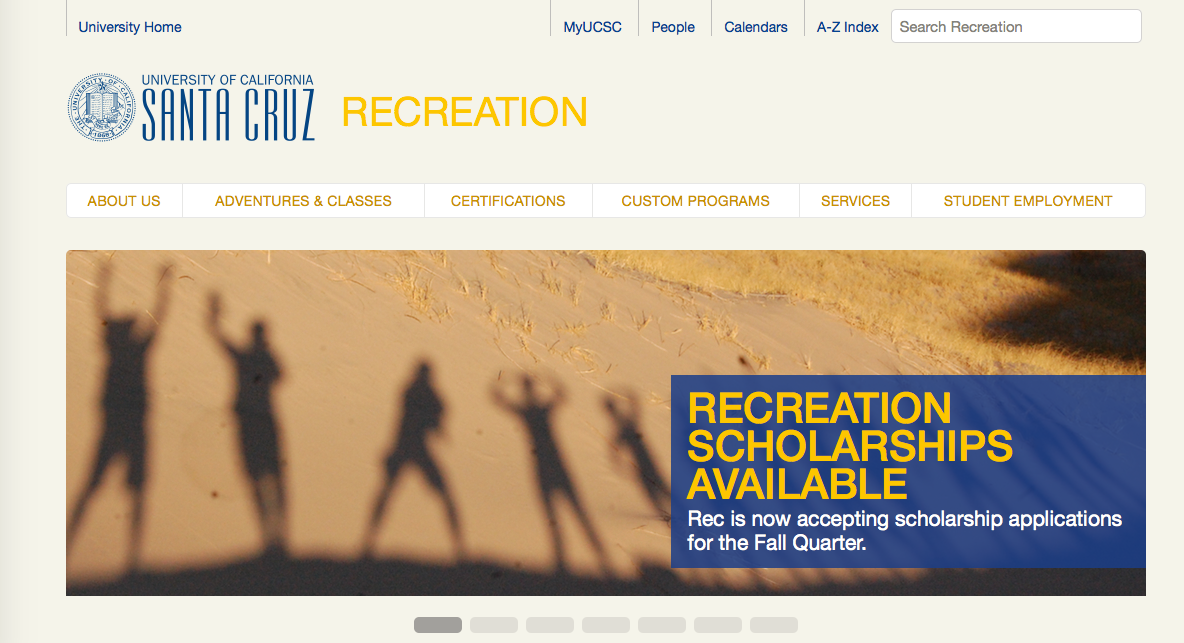 University Home
MyUCSC
People
Calendars
A-Z Index
Search Recreation
UNIVERSITY OF CALIFORNIA
SANTA CRUZ
RECREATION
ABOUT US
ADVENTURES & CLASSES
CERTIFICATIONS
CUSTOM PROGRAMS
SERVICES
STUDENT EMPLOYMENT
RECREATION
SCHOLARSHIPS
AVAILABLE
Rec is now accepting scholarship applications
for the Fall Quarter.